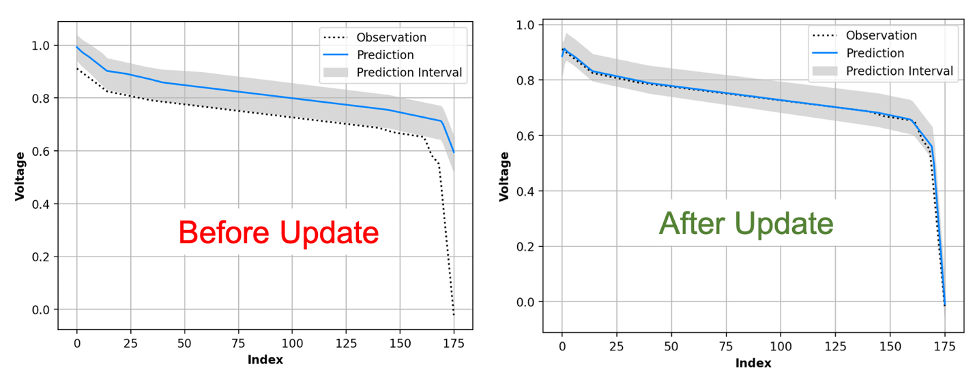 Observation
Prediction
Prediction Interval
1.0
0.8
0.6
0.4
0.2
0.0
Voltage
Before Update
0 25 50 75 100 125 150 175
Index
Observation
Prediction
Prediction Interval
1.0
0.8
0.6
0.4
0.2
0.0
Voltage
After Update
0 25 50 75 100 125 150 175
Index